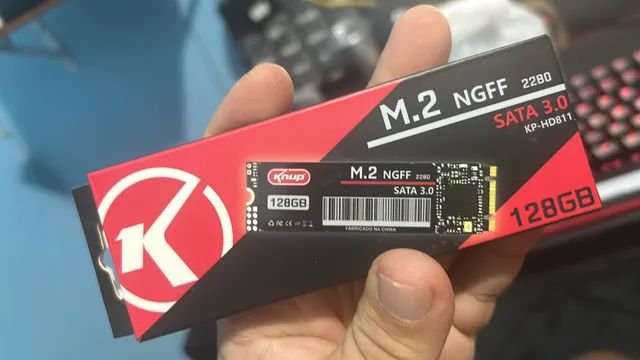 M.2 NGFF 2280
SATA 3.0
KP-HD811
Knup
M.2 NGFF 2280
SATA 3.0
128GB
FABRICADO NA CHINA
128GB